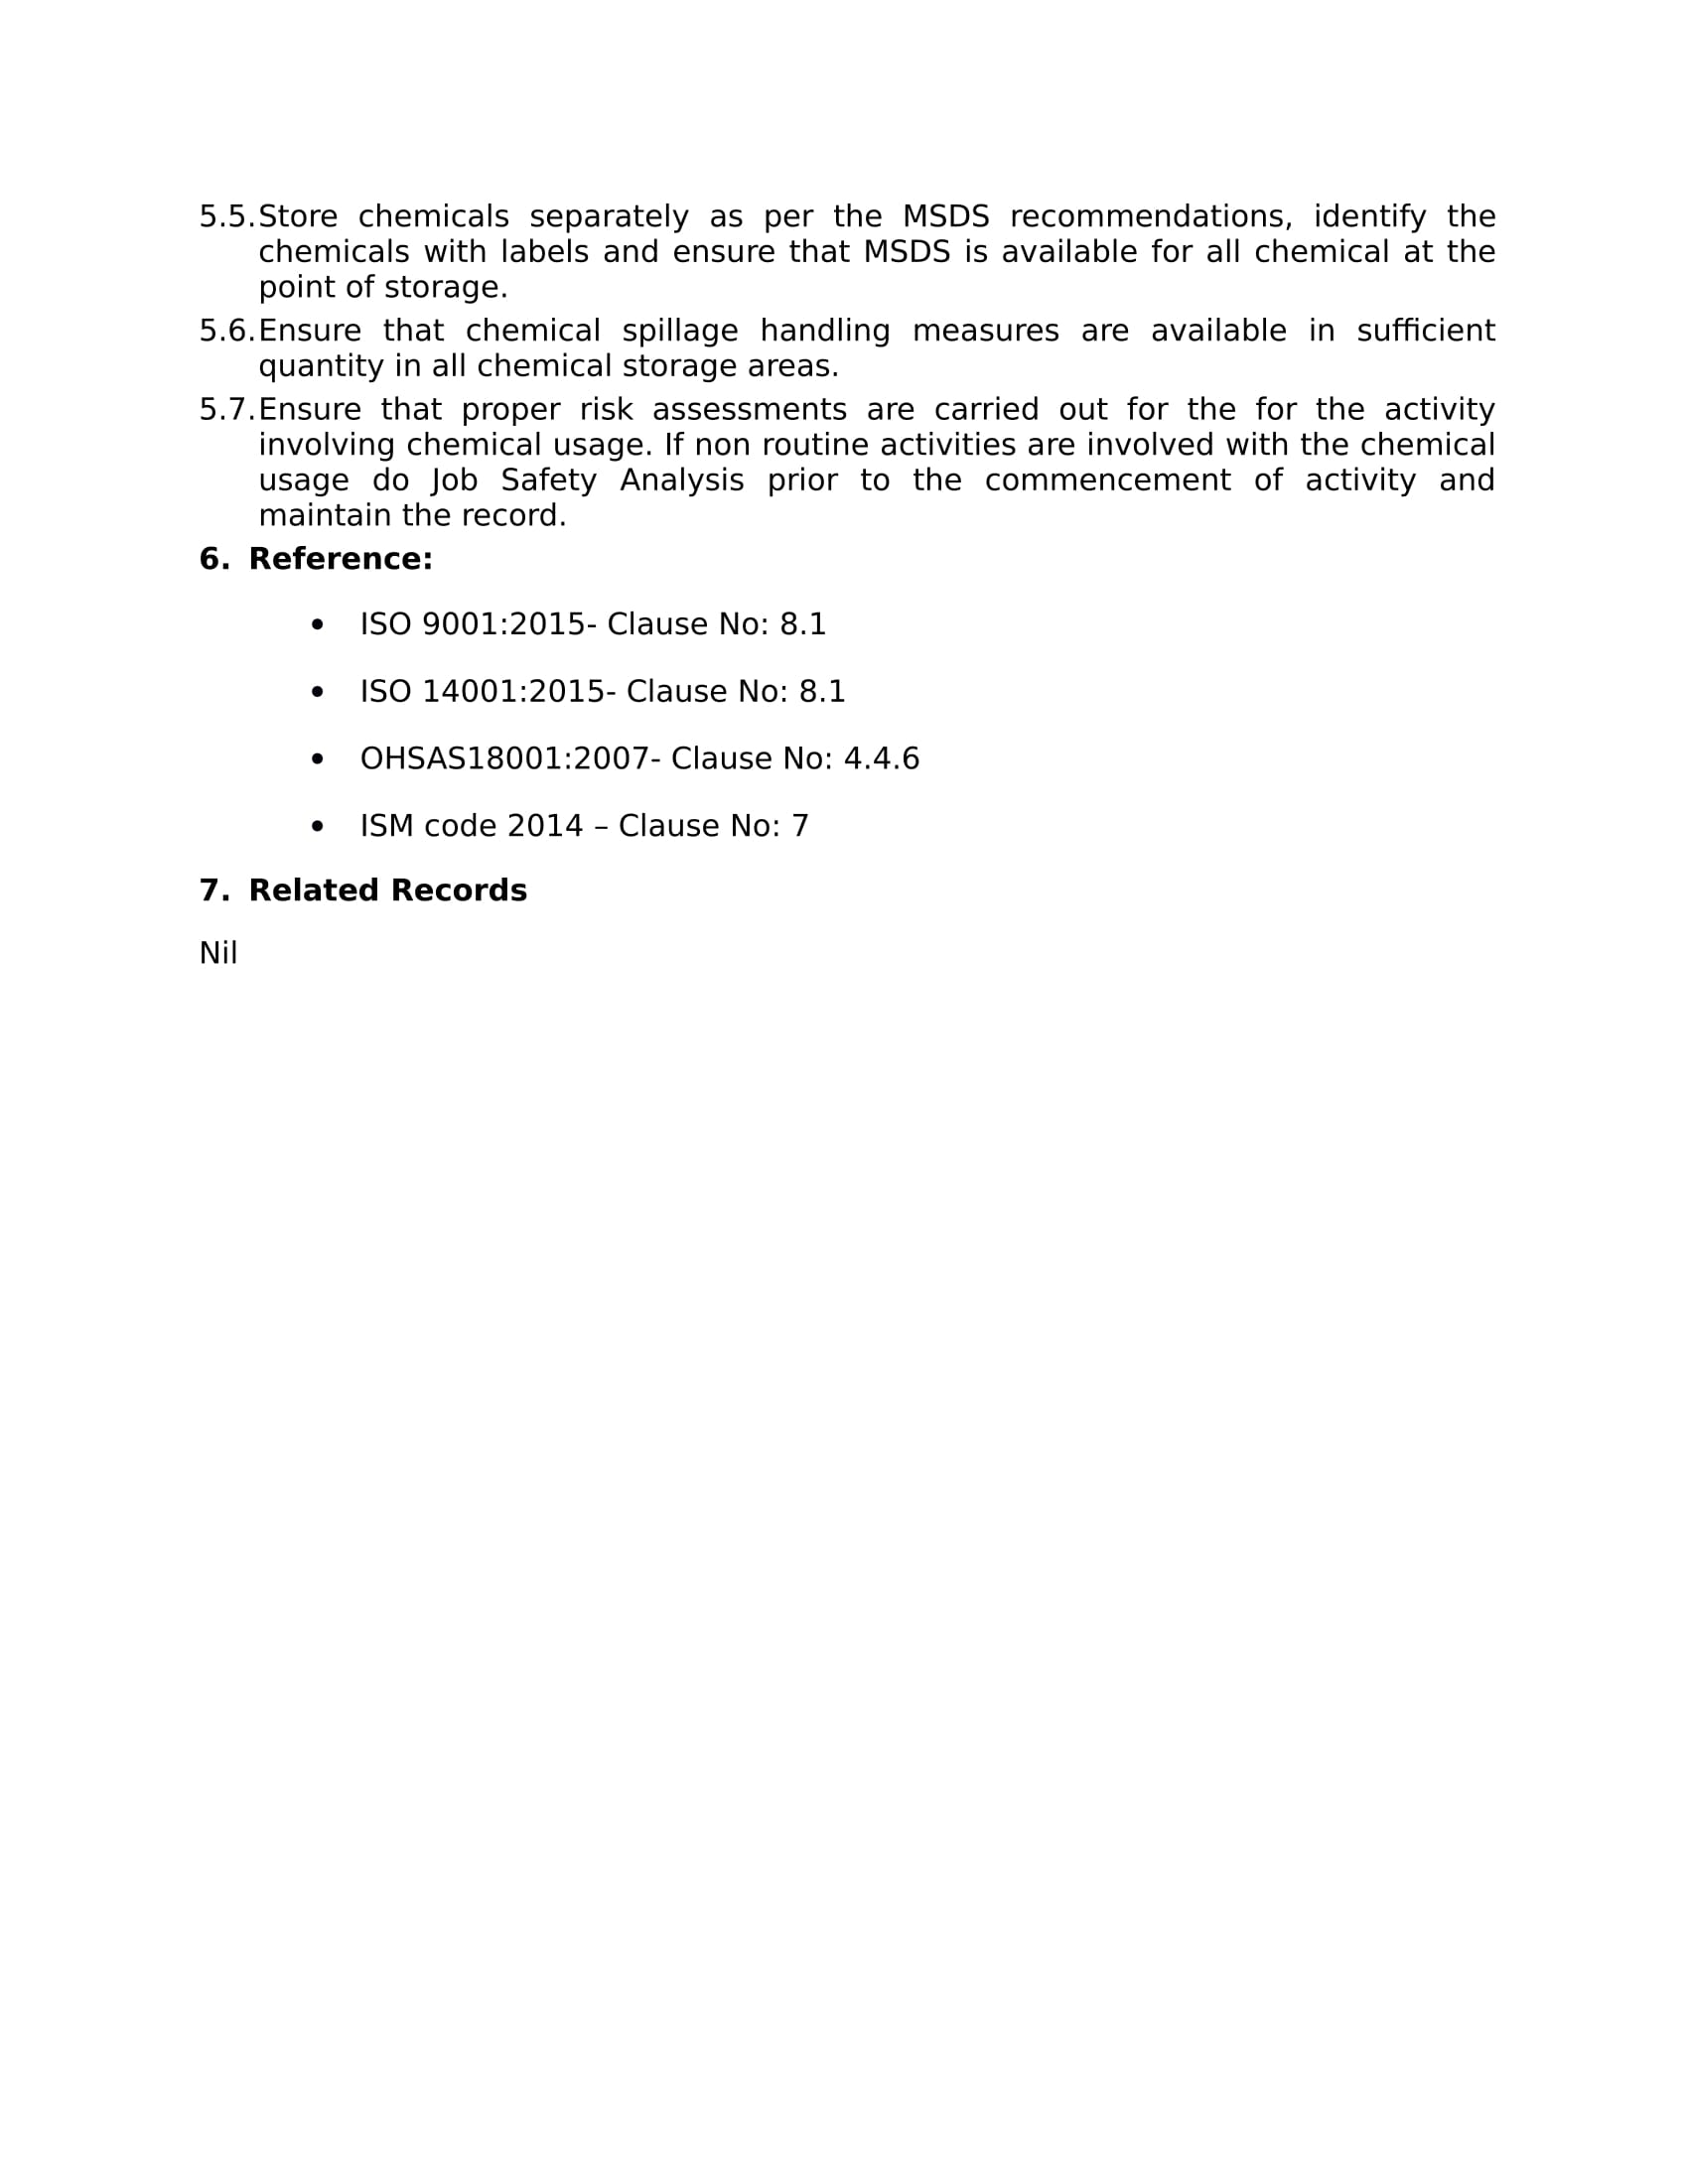 5.5. Store chemicals separately as per the MSDS recommendations, identify the
chemicals with labels and ensure that MSDS is available for all chemical at the
point of storage.
5.6. Ensure that chemical spillage handling measures are available in sufficient
quantity in all chemical storage areas.
5.7. Ensure that proper risk assessments are carried out for the for the activity
involving chemical usage. If non routine activities are involved with the chemical
usage do Job Safety Analysis prior to the commencement of activity and
maintain the record.
6. Reference:
• ISO 9001:2015- Clause No: 8.1
• ISO 14001:2015- Clause No: 8.1
• OHSAS18001:2007- Clause No: 4.4.6
• ISM code 2014 – Clause No: 7
7. Related Records
Nil